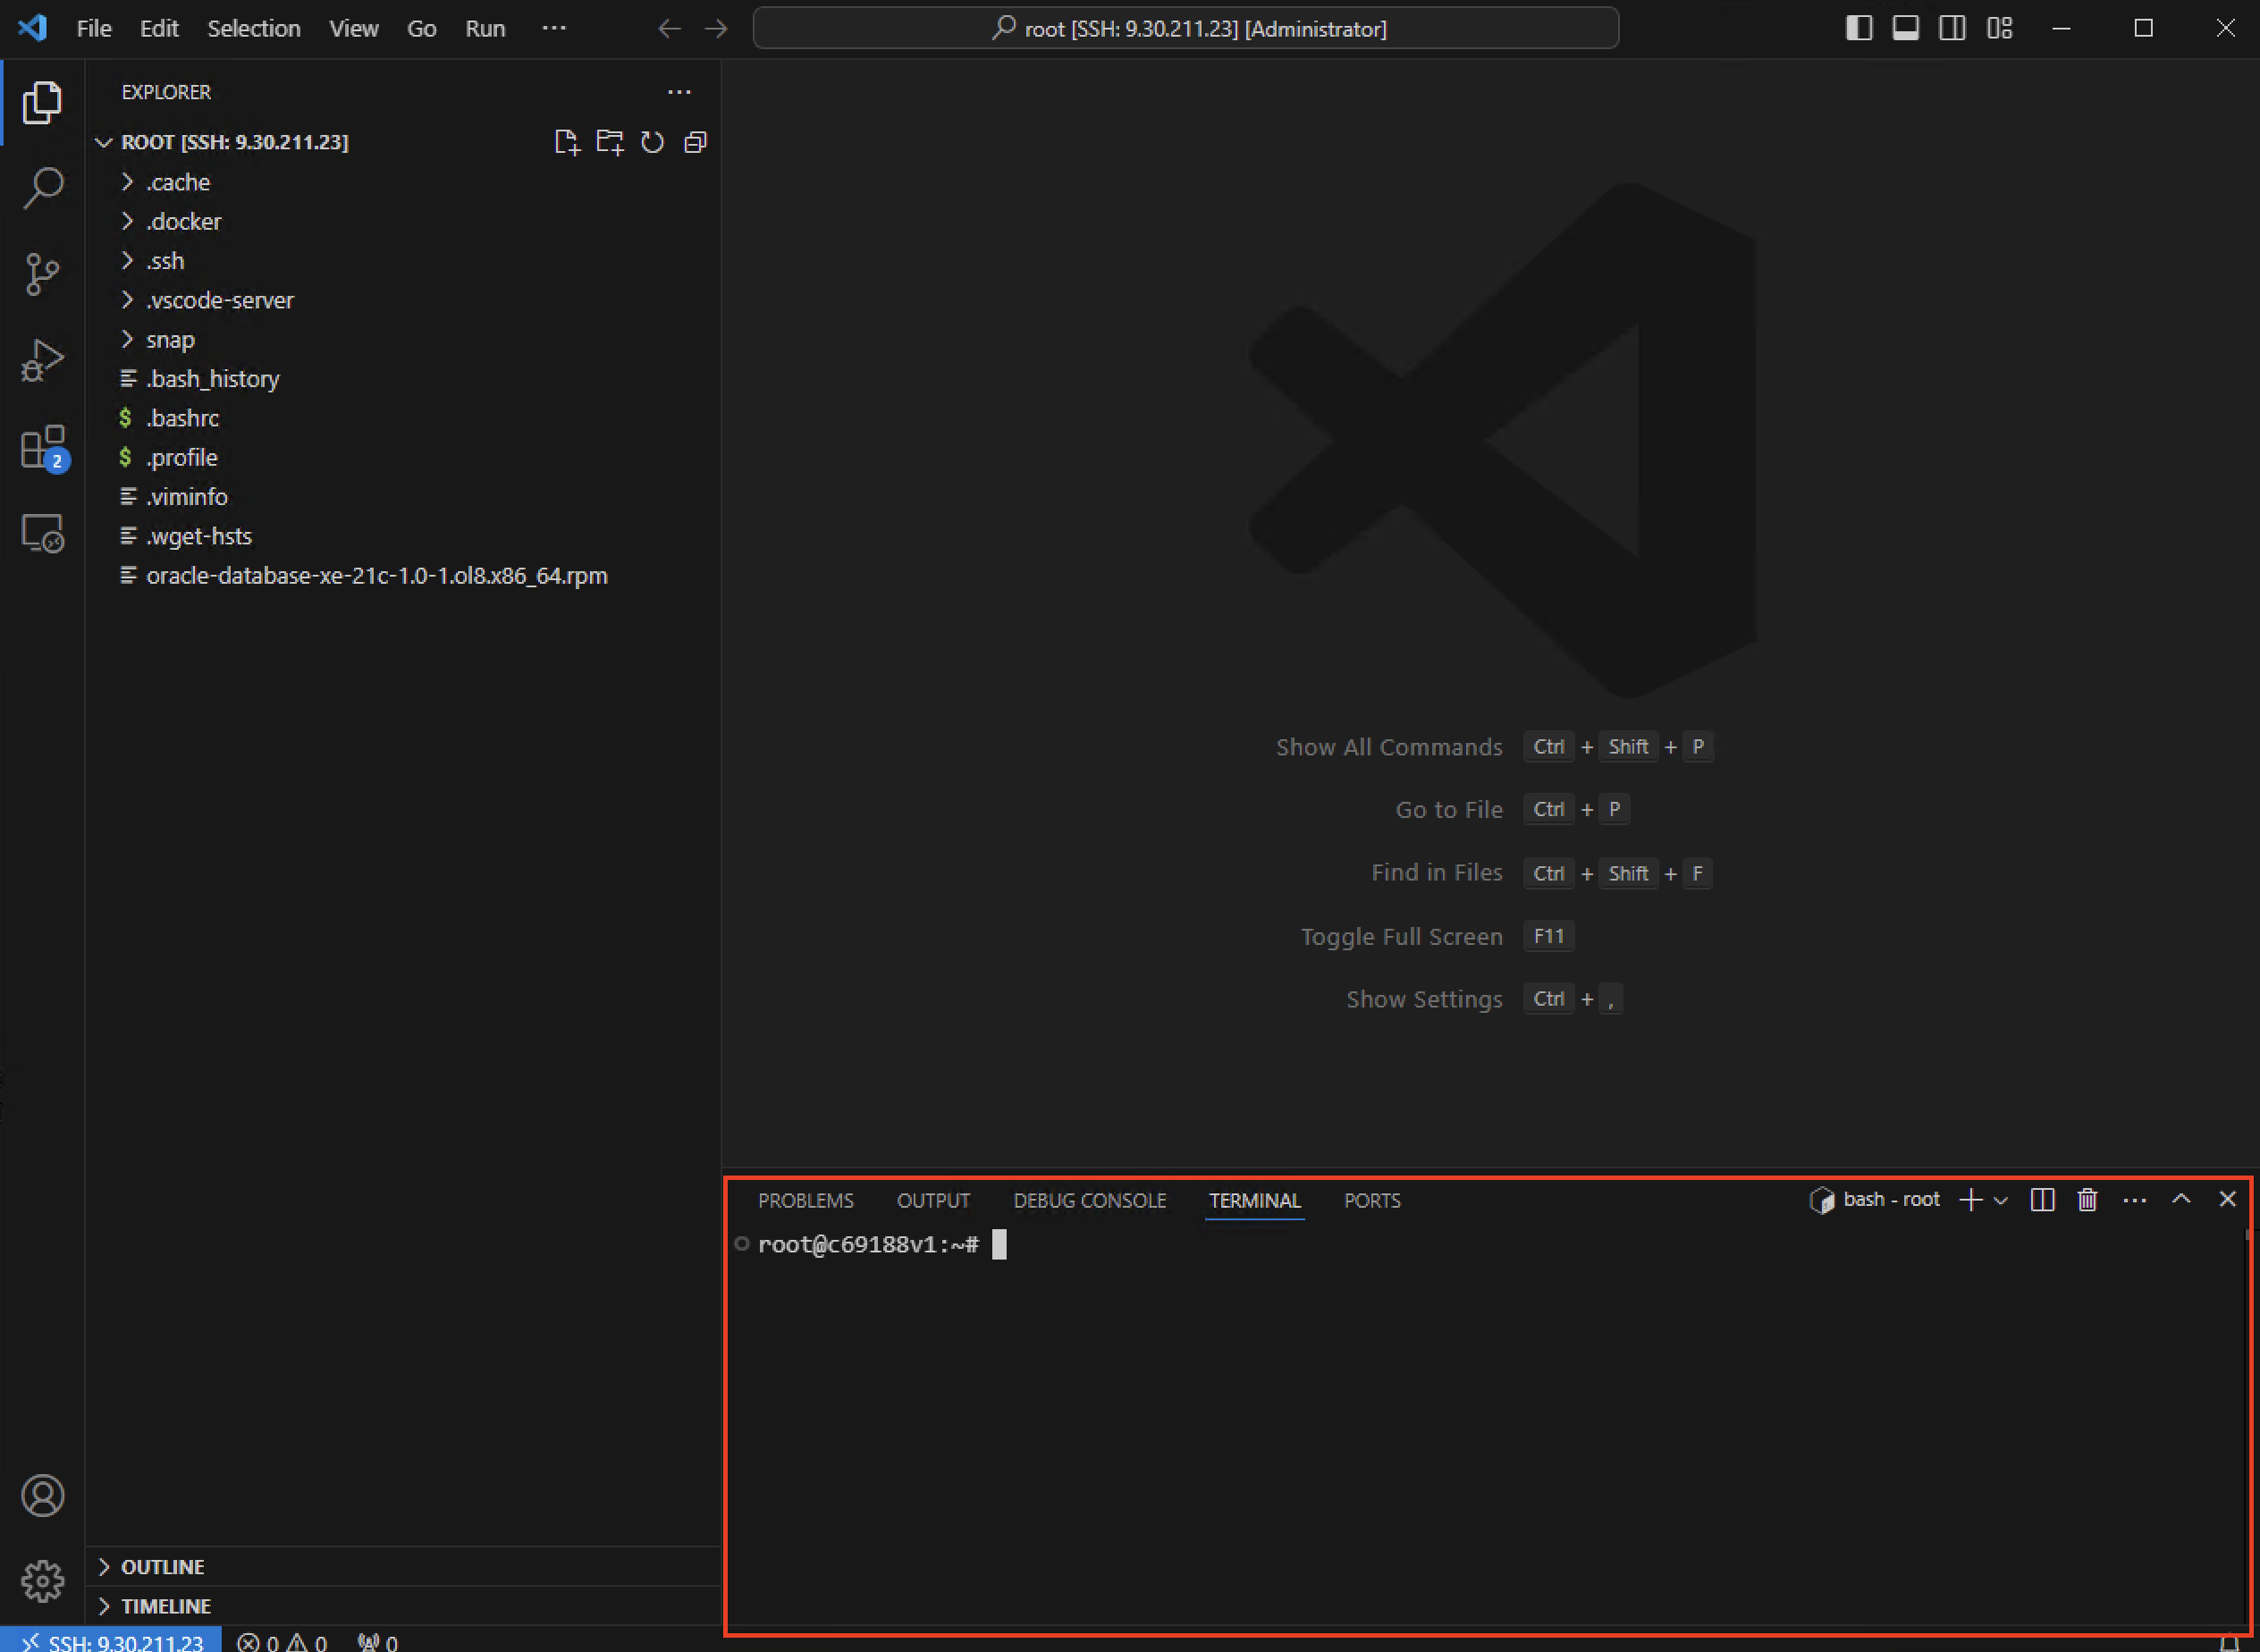 File Edit Selection View Go Run ···
root [SSH: 9.30.211.23] [Administrator]
EXPLORER
ROOT [SSH: 9.30.211.23]
.cache
.docker
.ssh
.vscode-server
snap
.bash_history
$ .bashrc
$ .profile
.viminfo
.wget-hsts
oracle-database-xe-21c-1.0-1.ol8.x86_64.rpm
2
OUTLINE
TIMELINE
Show All Commands Ctrl + Shift + P
Go to File Ctrl + P
Find in Files Ctrl + Shift + F
Toggle Full Screen F11
Show Settings Ctrl + ,
PROBLEMS OUTPUT DEBUG CONSOLE TERMINAL PORTS
bash - root
root@c69188v1:~#
SSH: 9.30.211.23 0 0 0